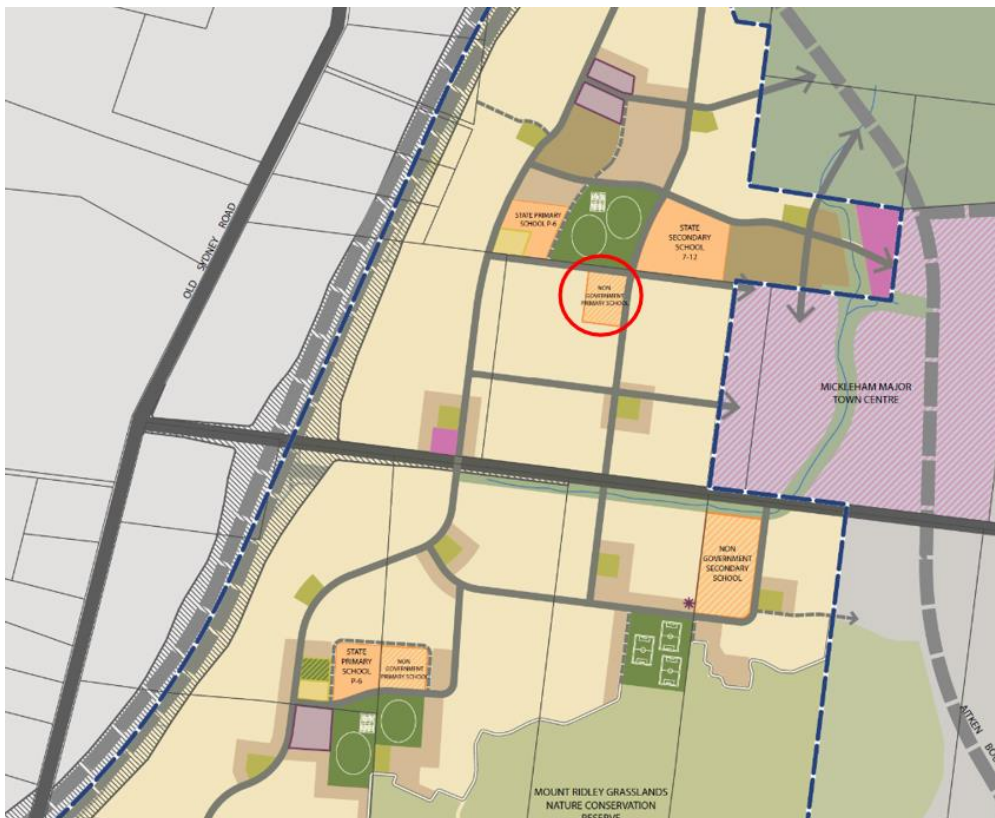 OLD SYDNEY ROAD
STATE PRIMARY
SCHOOL P-6
STATE
SECONDARY
SCHOOL
7-12
NON
GOVERNMENT
PRIMARY SCHOOL
MICKLEHAM MAJOR
TOWN CENTRE
NON
GOVERNMENT
SECONDARY
SCHOOL
STATE
PRIMARY
SCHOOL
P-6
NON
GOVERNMENT
PRIMARY SCHOOL
AITKEN
MOUNT RIDLEY GRASSLANDS
NATURE CONSERVATION
RESERVE